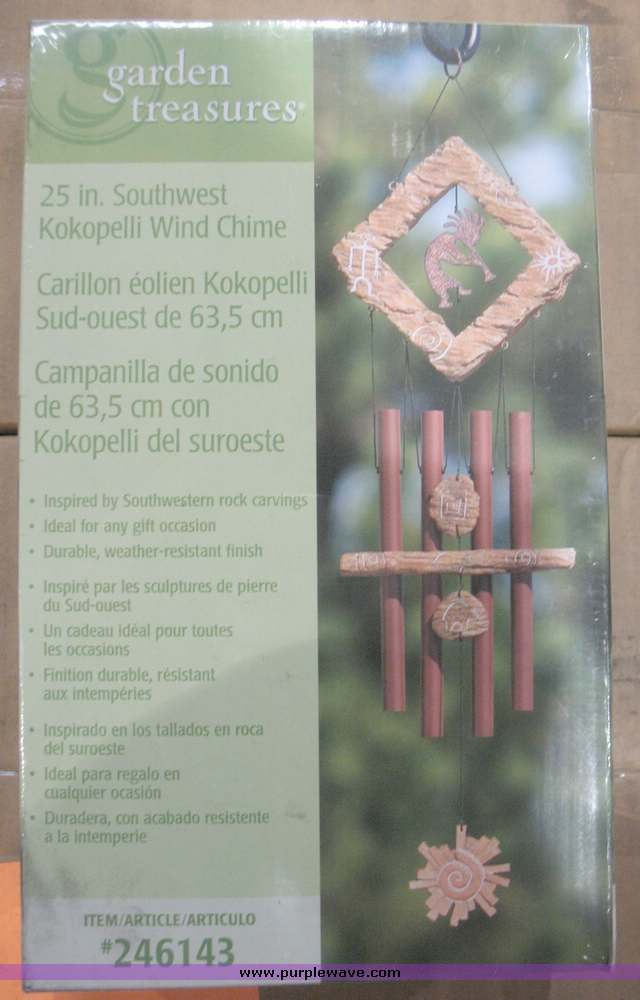 garden
treasures®
25 in. Southwest
Kokopelli Wind Chime
Carillon éolien Kokopelli
Sud-ouest de 63,5 cm
Campanilla de sonido
de 63,5 cm con
Kokopelli del suroeste
• Inspired by Southwestern rock carvings
• Ideal for any gift occasion
• Durable, weather-resistant finish
• Inspiré par les sculptures de pierre
du Sud-ouest
• Un cadeau idéal pour toutes
les occasions
• Finition durable, résistant
aux intempéries
• Inspirado en los tallados en roca
del suroeste
• Ideal para regalo en
cualquier ocasión
• Duradera, con acabado resistente
a la intemperie
ITEM/ARTICLE/ARTICULO
#246143
www.purplewave.com